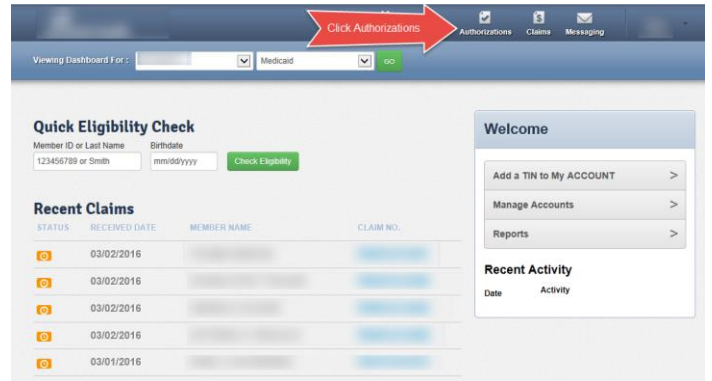 Click Authorizations
Authorizations Claims Messaging
Viewing Dashboard For : Medicaid GO
Quick Eligibility Check
Member ID or Last Name Birthdate
123456789 or Smith mm/dd/yyyy Check Eligibility
Recent Claims
STATUS RECEIVED DATE MEMBER NAME CLAIM NO.
03/02/2016
03/02/2016
03/02/2016
03/02/2016
03/01/2016
Welcome
Add a TIN to My ACCOUNT >
Manage Accounts >
Reports >
Recent Activity
Date Activity